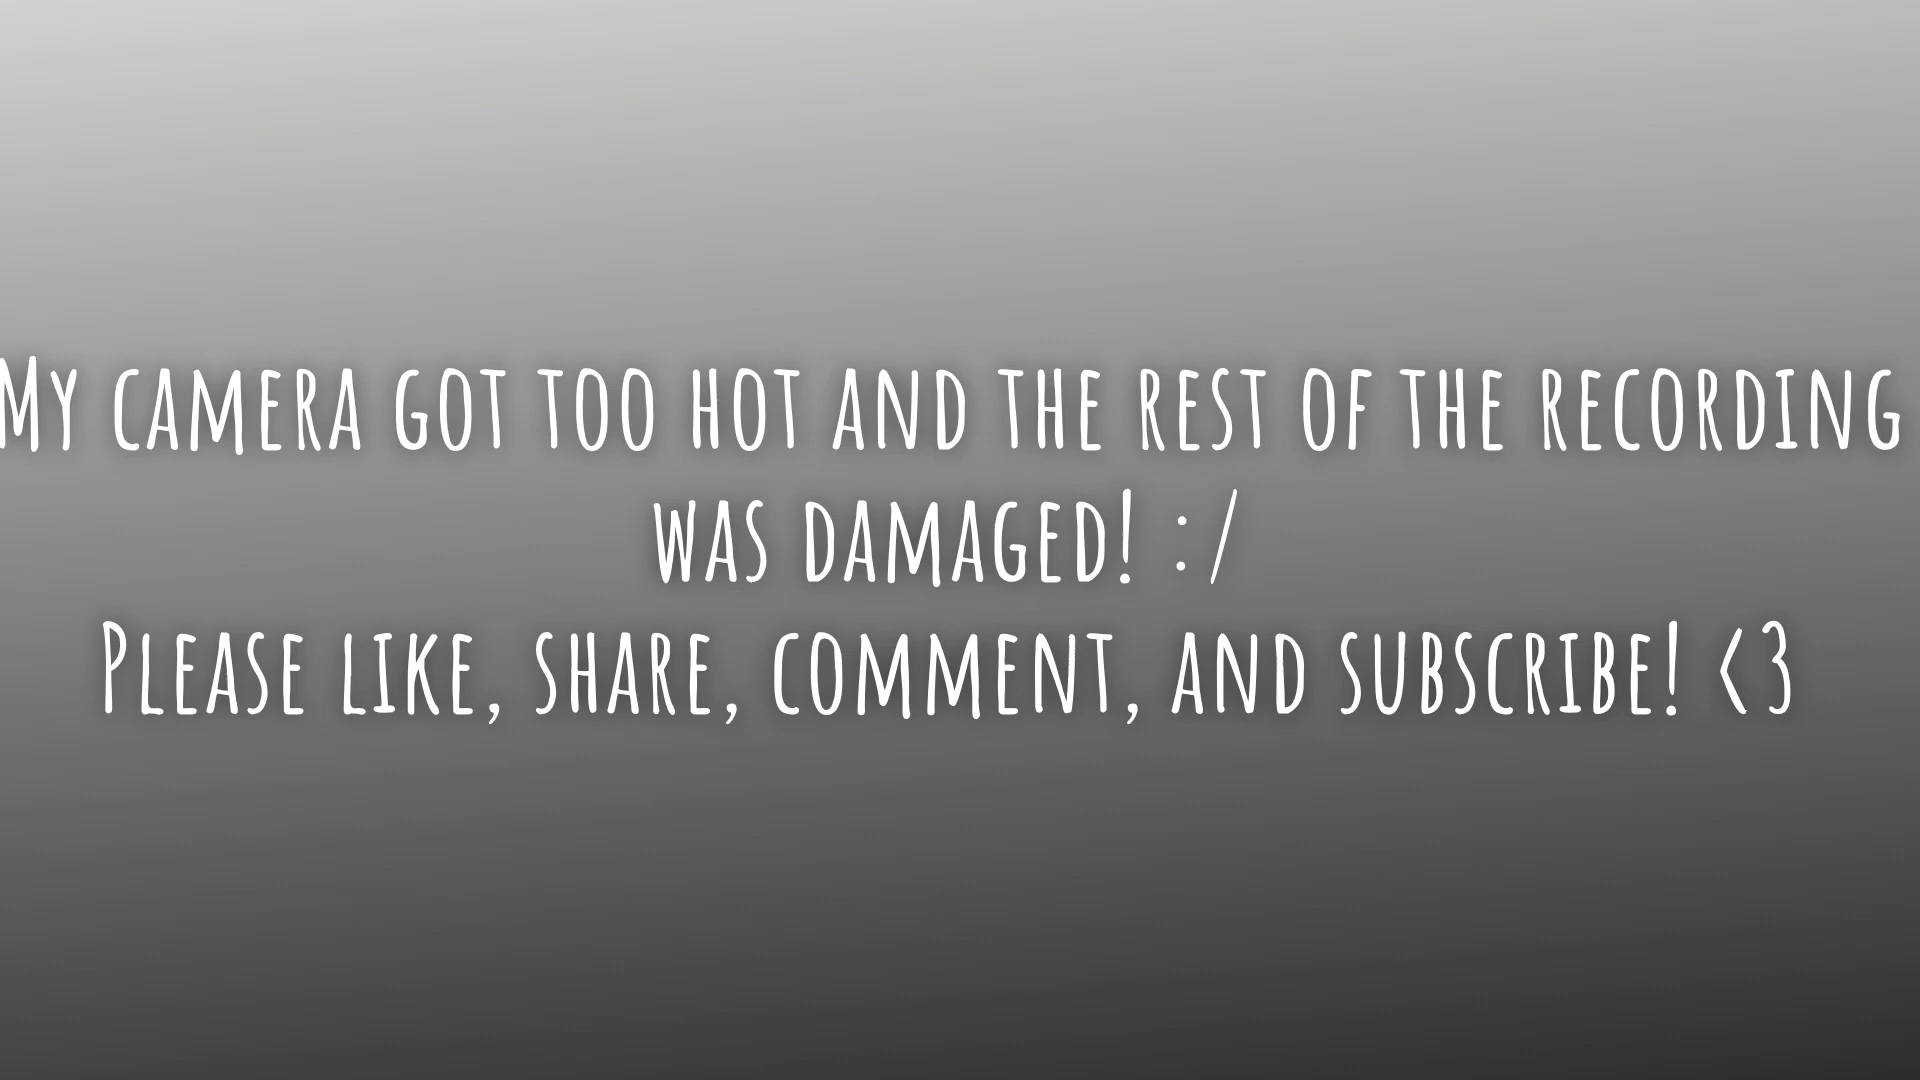 My camera got too hot and the rest of the recording
was damaged! :/
Please like, share, comment, and subscribe! <3